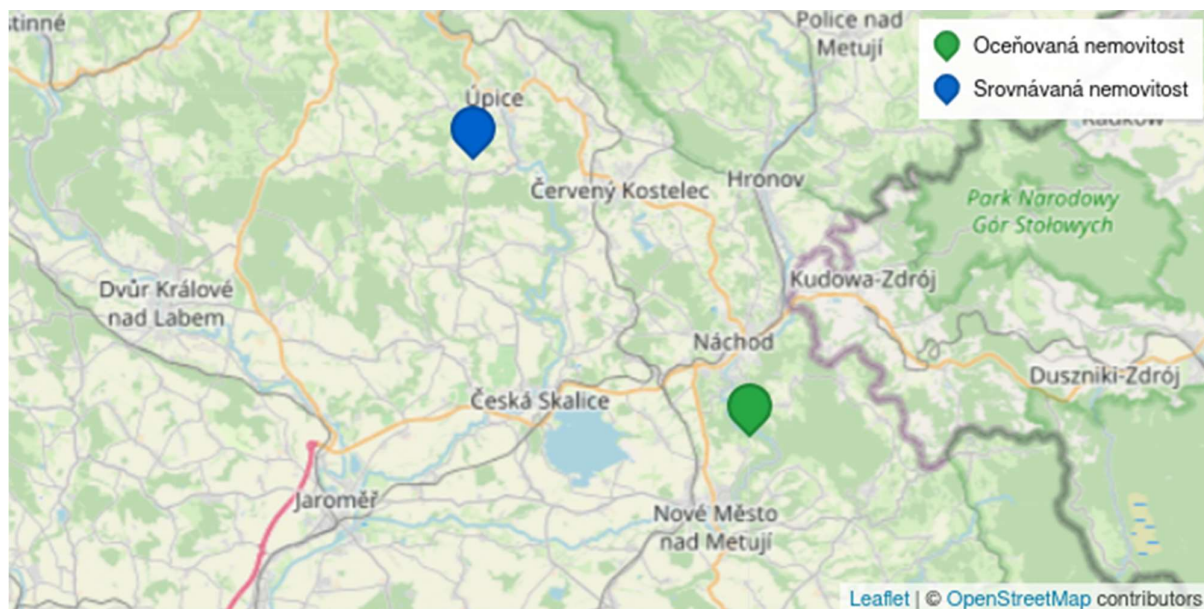 Police nad
Metují
Oceňovaná nemovitost
Srovnávaná nemovitost
Úpice
Červený Kostelec
Hronov
Park Narodowy
Gór Stołowych
Dvůr Králové
nad Labem
Kudowa-Zdrój
Náchod
Duszniki-Zdrój
Česká Skalice
Jaroměř
Nové Město
nad Metují
Leaflet | © OpenStreetMap contributors